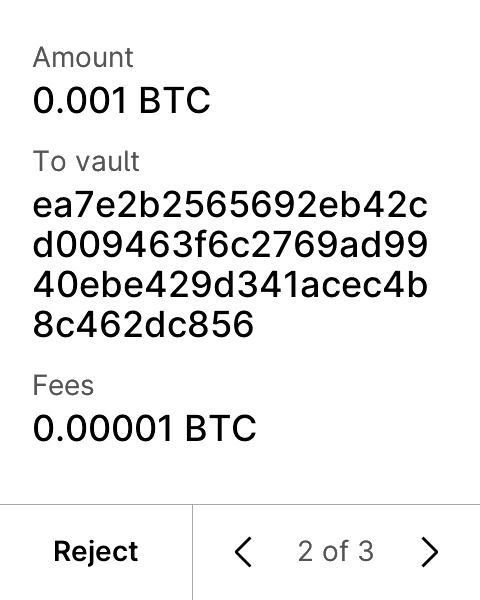 Amount
0.001 BTC
To vault
ea7e2b2565692eb42c
d009463f6c2769ad99
40ebe429d341acec4b
8c462dc856
Fees
0.00001 BTC
Reject
2 of 3